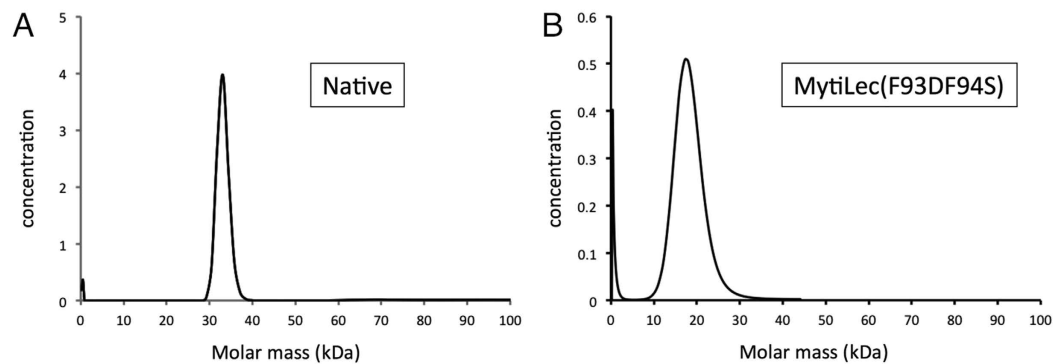 A
5
4
3
2
1
0
concentration
Native
0 10 20 30 40 50 60 70 80 90 100
Molar mass (kDa)
B
0.6
0.5
0.4
0.3
0.2
0.1
0
concentration
MytiLec(F93DF94S)
0 10 20 30 40 50 60 70 80 90 100
Molar mass (kDa)